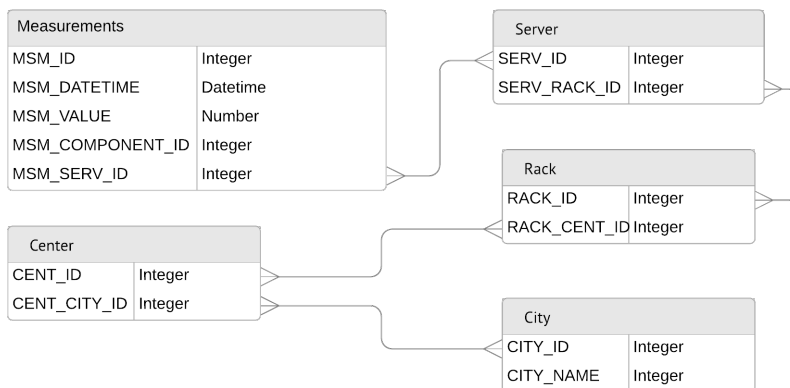 Measurements
MSM_ID Integer
MSM_DATETIME Datetime
MSM_VALUE Number
MSM_COMPONENT_ID Integer
MSM_SERV_ID Integer
Server
SERV_ID Integer
SERV_RACK_ID Integer
Rack
RACK_ID Integer
RACK_CENT_ID Integer
Center
CENT_ID Integer
CENT_CITY_ID Integer
City
CITY_ID Integer
CITY_NAME Integer